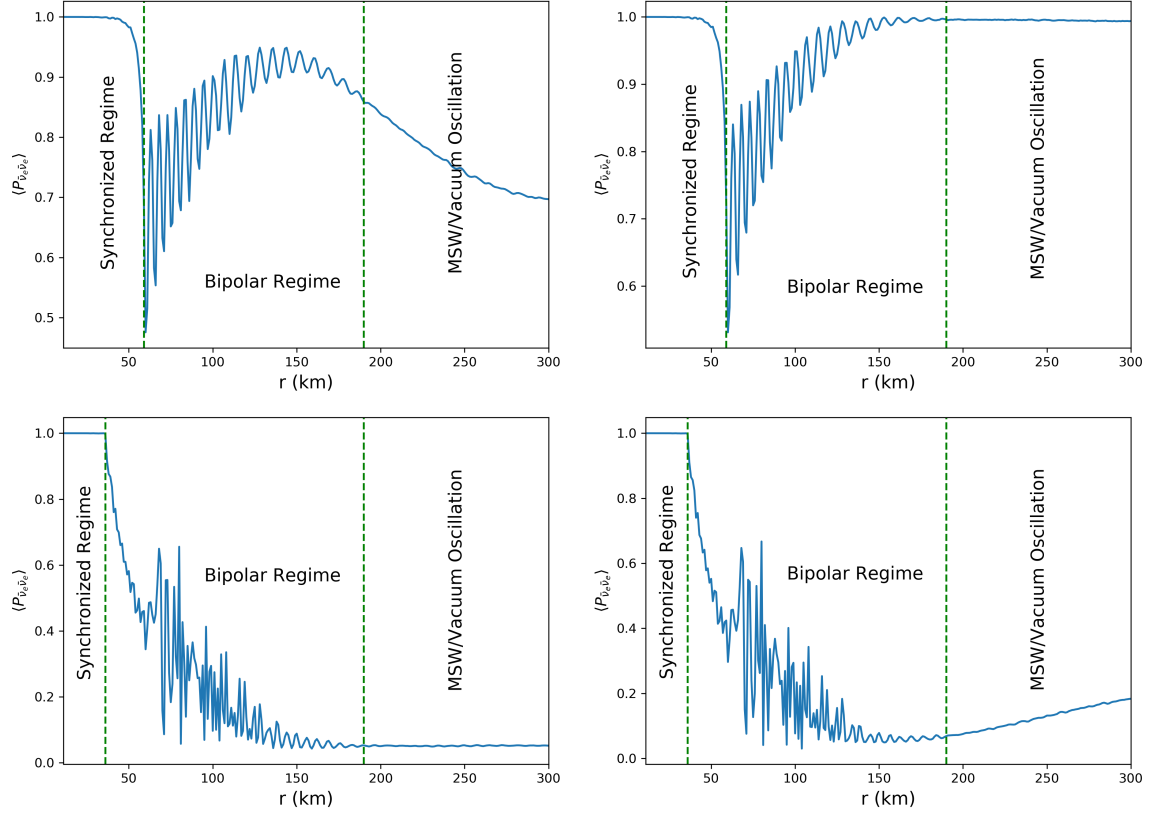 1.0
0.9
0.8
0.7
0.6
0.5
⟨P_{ν̄_e ν̄_e}⟩
Synchronized Regime
Bipolar Regime
MSW/Vacuum Oscillation
50 100 150 200 250 300
r (km)
1.0
0.9
0.8
0.7
0.6
⟨P_{ν̄_e ν̄_e}⟩
Synchronized Regime
Bipolar Regime
MSW/Vacuum Oscillation
50 100 150 200 250 300
r (km)
1.0
0.8
0.6
0.4
0.2
0.0
⟨P_{ν̄_e ν̄_e}⟩
Synchronized Regime
Bipolar Regime
MSW/Vacuum Oscillation
50 100 150 200 250 300
r (km)
1.0
0.8
0.6
0.4
0.2
0.0
⟨P_{ν̄_e ν̄_e}⟩
Synchronized Regime
Bipolar Regime
MSW/Vacuum Oscillation
50 100 150 200 250 300
r (km)